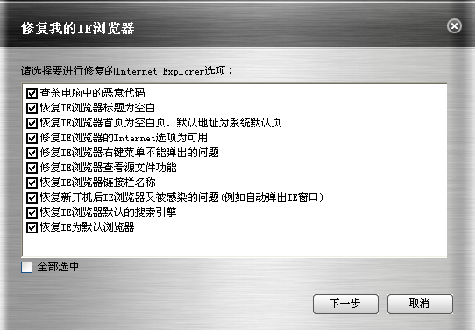 修复我的IE浏览器
请选择要进行修复的Internet Explorer选项：
查杀电脑中的恶意代码
恢复IE浏览器标题为空白
恢复IE浏览器首页为空白页，默认地址为系统默认页
修复IE浏览器的Internet选项为可用
修复IE浏览器右键菜单不能弹出的问题
修复IE浏览器查看源文件功能
恢复IE浏览器链接栏名称
恢复新开机后IE浏览器又被感染的问题(例如自动弹出IE窗口)
恢复IE浏览器默认的搜索引擎
恢复IE为默认浏览器
全部选中
下一步
取消